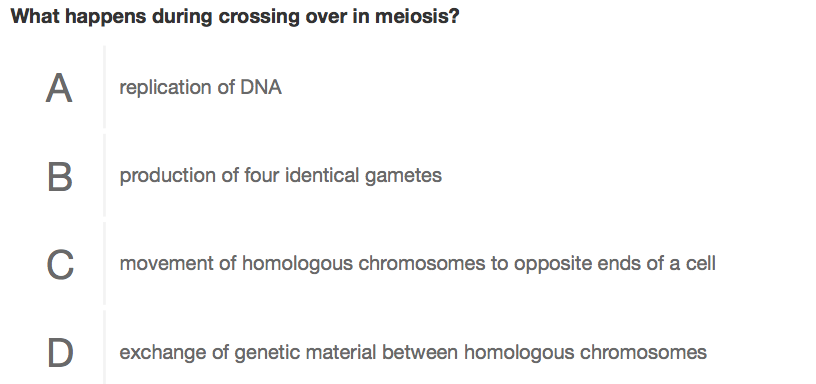 What happens during crossing over in meiosis?
A replication of DNA
B production of four identical gametes
C movement of homologous chromosomes to opposite ends of a cell
D exchange of genetic material between homologous chromosomes